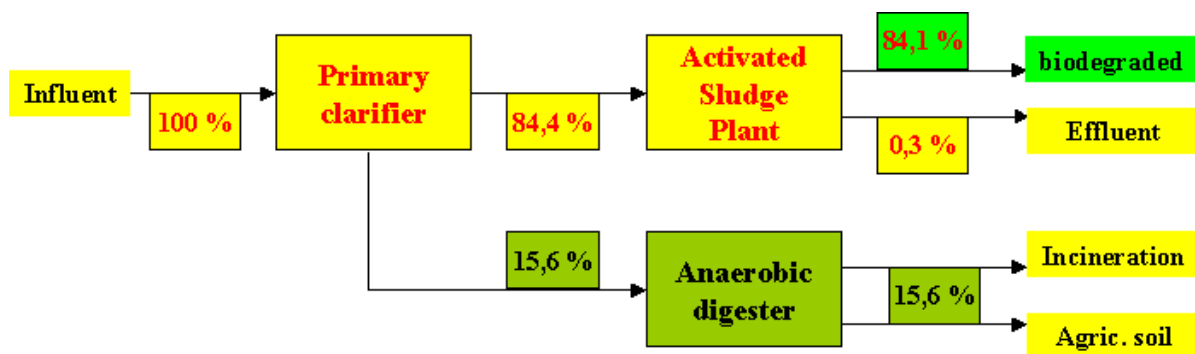 Influent
100 %
Primary
clarifier
84,4 %
Activated
Sludge
Plant
84,1 %
biodegraded
0,3 %
Effluent
15,6 %
Anaerobic
digester
15,6 %
Incineration
Agric. soil